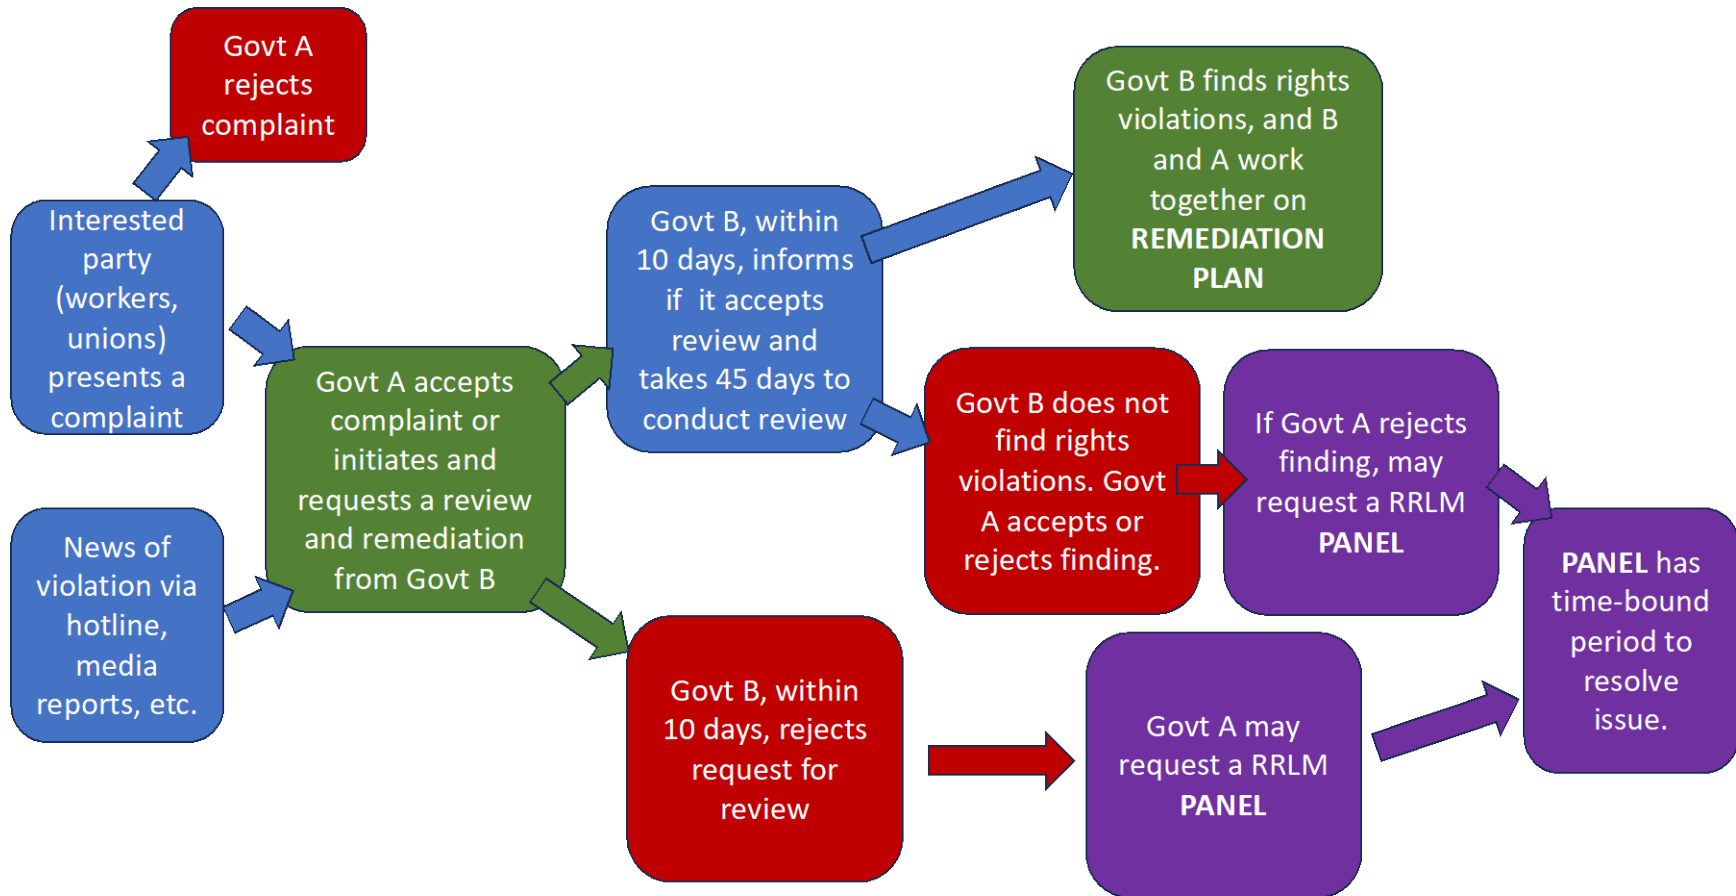 Govt A
rejects
complaint
Interested
party
(workers,
unions)
presents a
complaint
News of
violation via
hotline,
media
reports, etc.
Govt A accepts
complaint or
initiates and
requests a review
and remediation
from Govt B
Govt B, within
10 days, informs
if it accepts
review and
takes 45 days to
conduct review
Govt B, within
10 days, rejects
request for
review
Govt B finds rights
violations, and B
and A work
together on
REMEDIATION
PLAN
Govt B does not
find rights
violations. Govt
A accepts or
rejects finding.
If Govt A rejects
finding, may
request a RRLM
PANEL
Govt A may
request a RRLM
PANEL
PANEL has
time-bound
period to
resolve
issue.